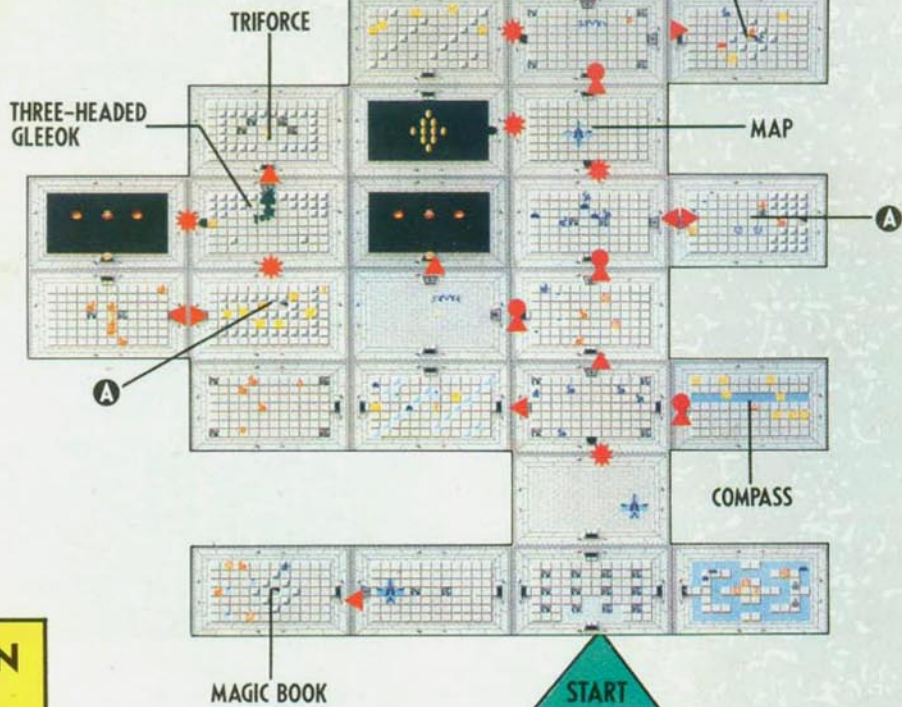 TRIFORCE
THREE-HEADED
GLEEOK
MAP
A
A
COMPASS
N
MAGIC BOOK
START